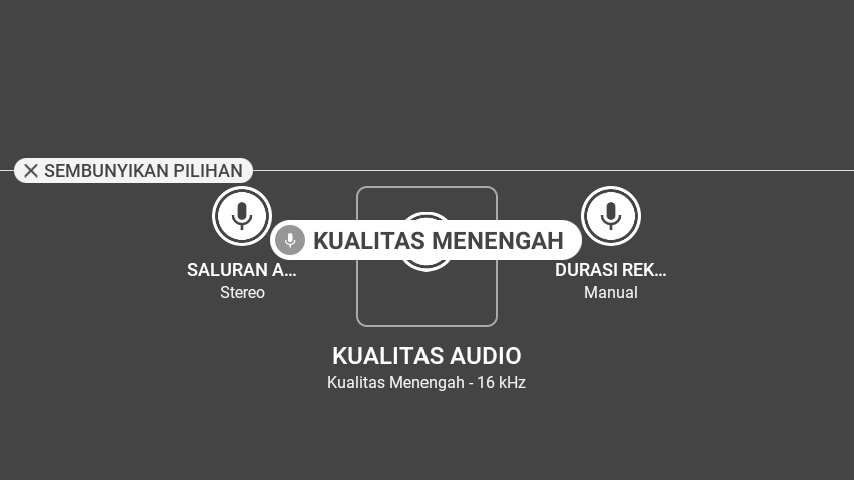 SEMBUNYIKAN PILIHAN
KUALITAS MENENGAH
SALURAN A...
Stereo
DURASI REK...
Manual
KUALITAS AUDIO
Kualitas Menengah - 16 kHz